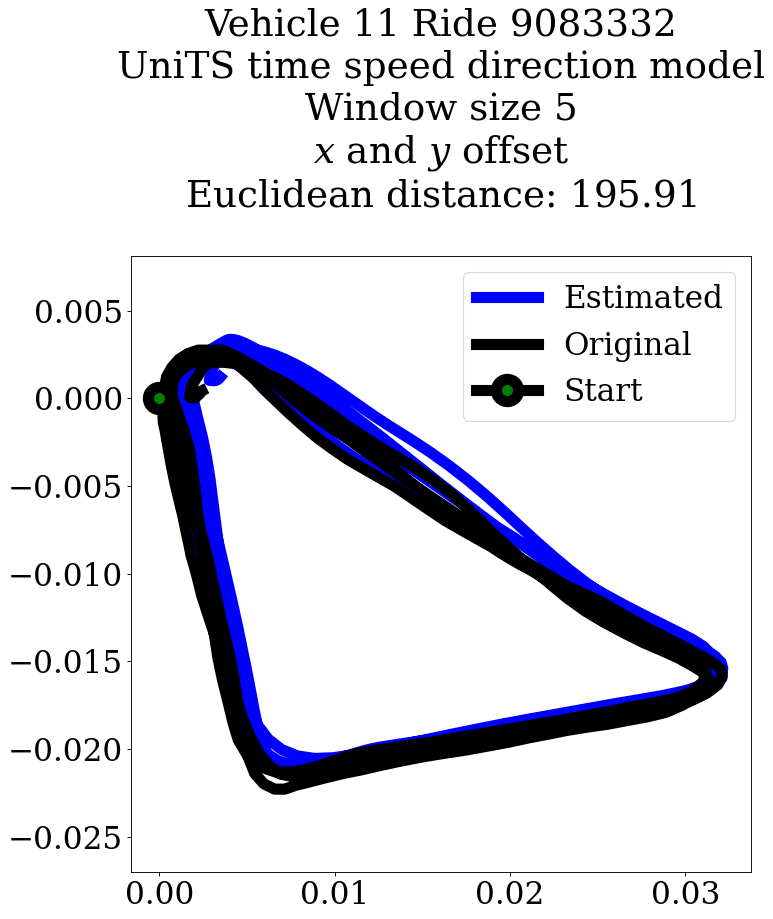 Vehicle 11 Ride 9083332
UniTS time speed direction model
Window size 5
x and y offset
Euclidean distance: 195.91
Estimated
Original
Start
0.005
0.000
−0.005
−0.010
−0.015
−0.020
−0.025
0.00 0.01 0.02 0.03